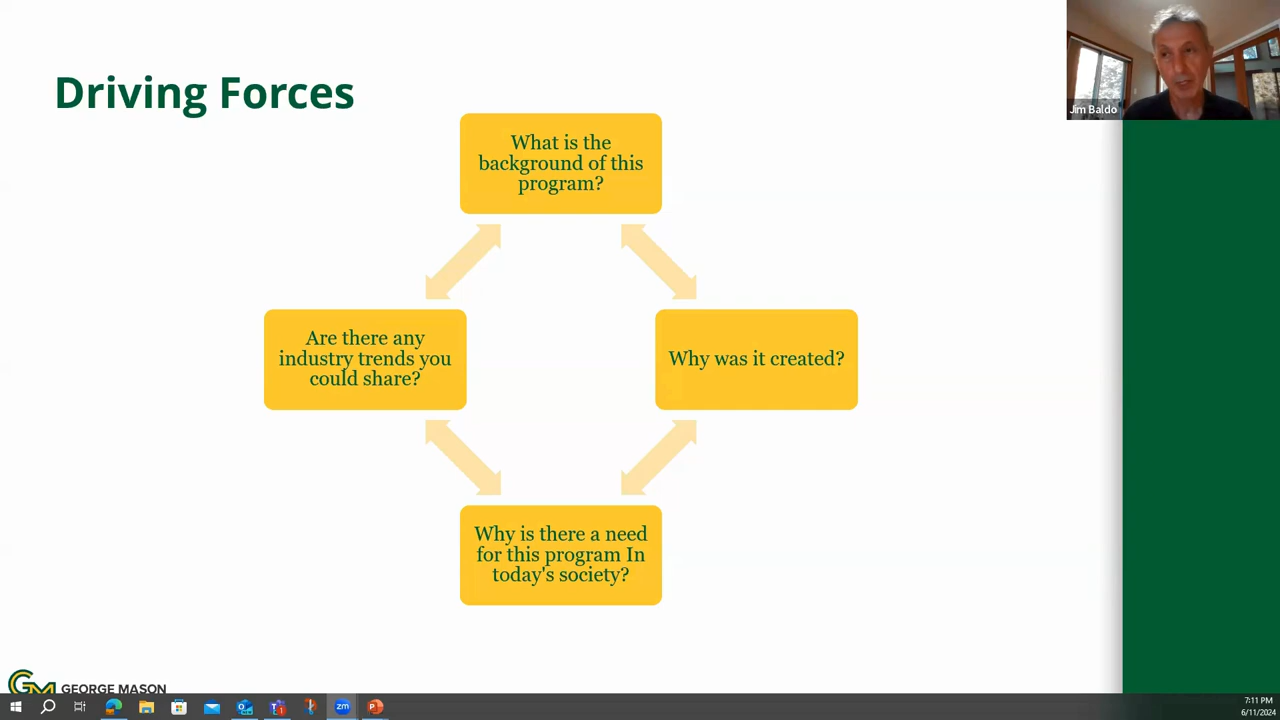 Driving Forces
Jim Baldo
What is the
background of this
program?
Are there any
industry trends you
could share?
Why was it created?
Why is there a need
for this program In
today's society?
GM
GEORGE MASON
zm
7:11 PM
6/11/2024